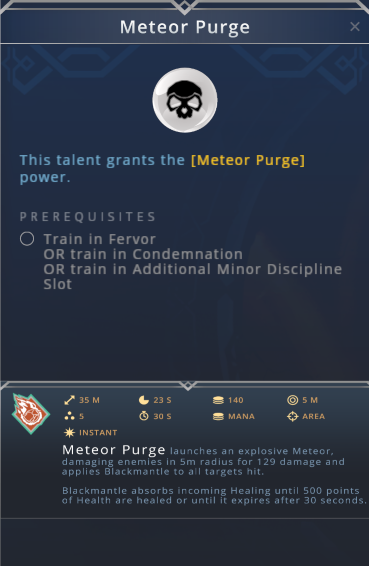 Meteor Purge ×
This talent grants the [Meteor Purge]
power.
PREREQUISITES
Train in Fervor
OR train in Condemnation
OR train in Additional Minor Discipline
Slot
35 M 23 S 140 5 M
5 30 S MANA AREA
INSTANT
Meteor Purge launches an explosive Meteor,
damaging enemies in 5m radius for 129 damage and
applies Blackmantle to all targets hit.
Blackmantle absorbs incoming Healing until 500 points
of Health are healed or until it expires after 30 seconds.